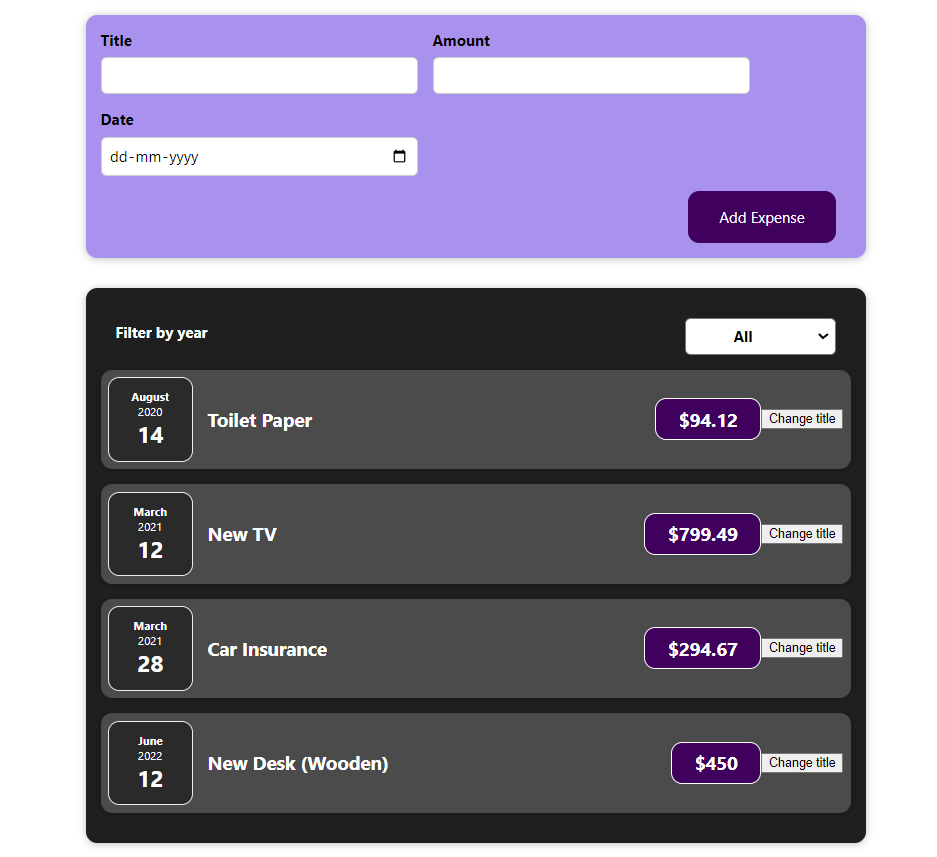 Title Amount
Date
dd-mm-yyyy
Add Expense
Filter by year All
August
2020
14
Toilet Paper $94.12 Change title
March
2021
12
New TV $799.49 Change title
March
2021
28
Car Insurance $294.67 Change title
June
2022
12
New Desk (Wooden) $450 Change title